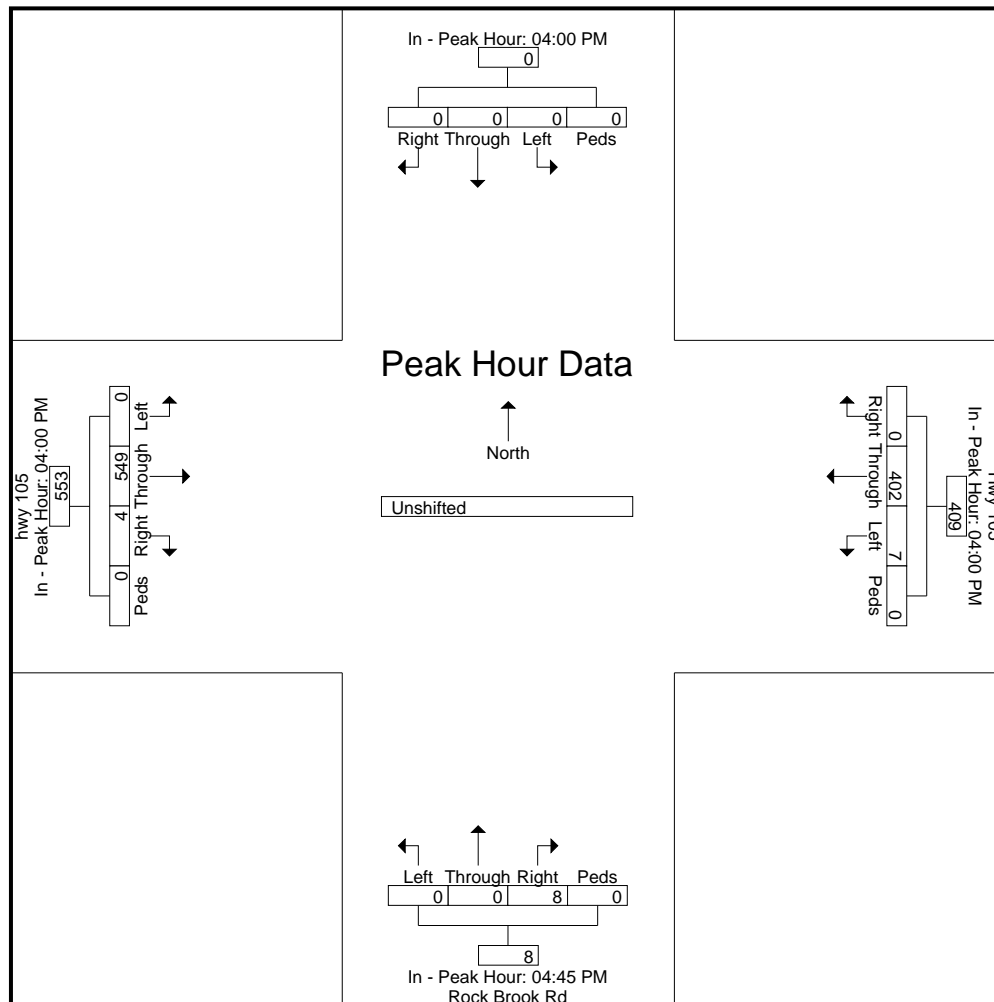 In - Peak Hour: 04:00 PM
0
0 0 0 0
Right Through Left Peds
Peak Hour Data
North
Unshifted
hwy 105
In - Peak Hour: 04:00 PM
553
0 549 4 0
Left Through Right Peds
In - Peak Hour: 04:00 PM
409
0 402 7 0
Right Through Left Peds
Left Through Right Peds
0 0 8 0
8
In - Peak Hour: 04:45 PM
Rock Brook Rd